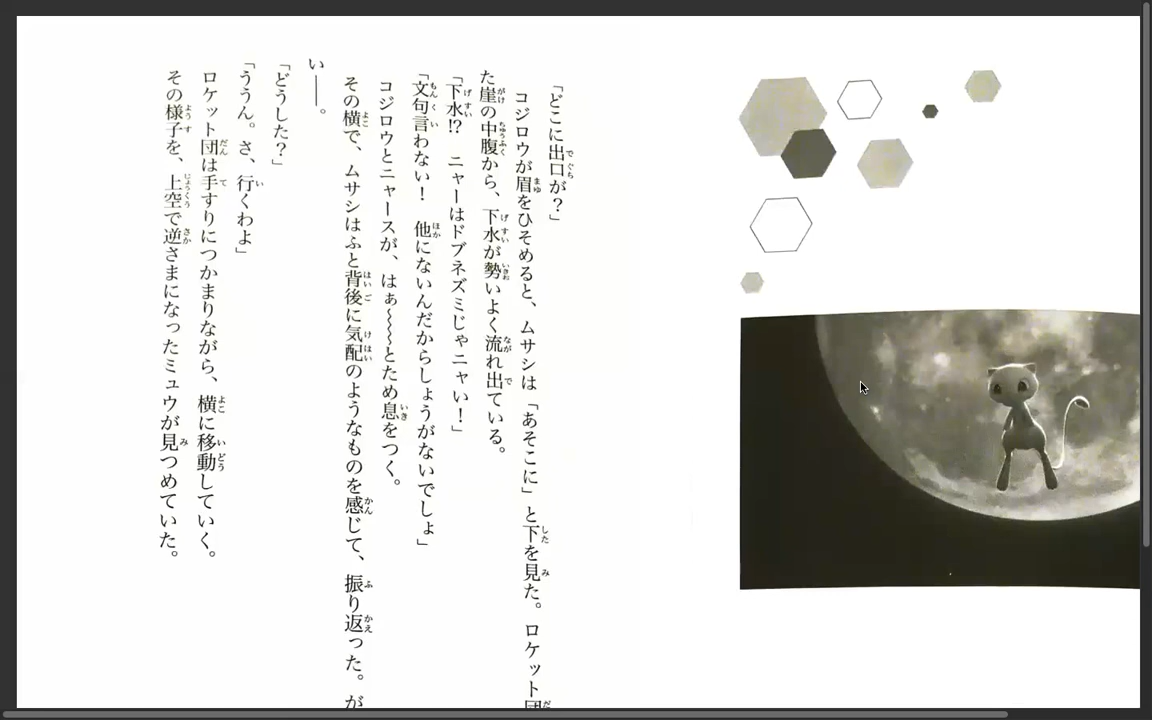 「どこに出口が？」
コジロウが眉をひそめると、ムサシは「あそこに」と下を見た。ロケット団
た崖の中腹から、下水が勢いよく流れ出ている。
「下水!?　ニャーはドブネズミじゃニャい！」
「文句言わない！　他にないんだからしょうがないでしょ」
コジロウとニャースが、はぁ〜〜〜とため息をつく。
その横で、ムサシはふと背後に気配のようなものを感じて、振り返った。が
い――。
「どうした？」
「ううん。さ、行くわよ」
ロケット団は手すりにつかまりながら、横に移動していく。
その様子を、上空で逆さまになったミュウが見つめていた。